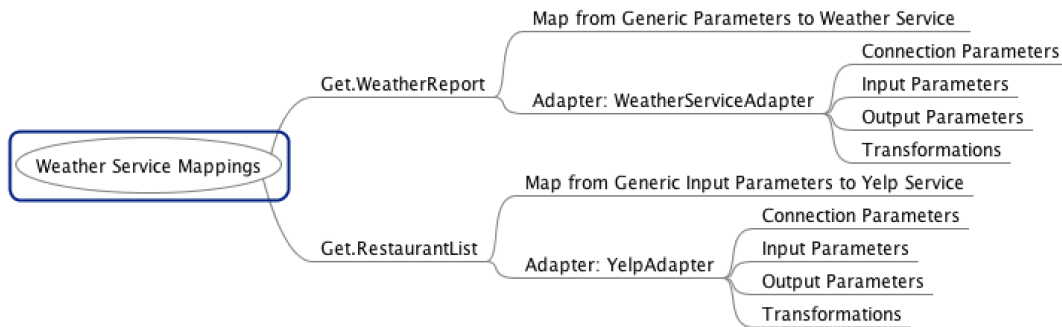 Map from Generic Parameters to Weather Service
Connection Parameters
Get.WeatherReport
Input Parameters
Adapter: WeatherServiceAdapter
Output Parameters
Transformations
Weather Service Mappings
Map from Generic Input Parameters to Yelp Service
Connection Parameters
Get.RestaurantList
Input Parameters
Adapter: YelpAdapter
Output Parameters
Transformations